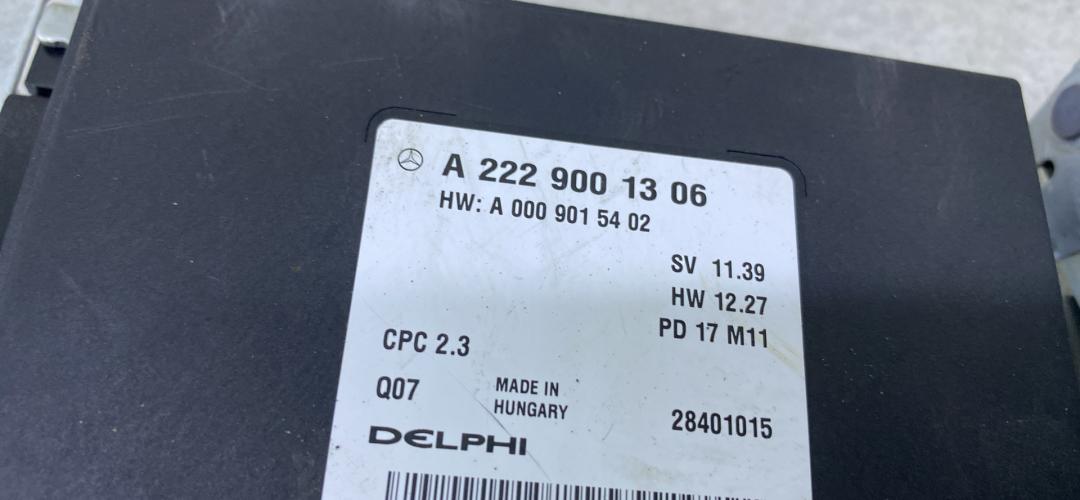 A 222 900 13 06
HW: A 000 901 54 02
SV 11.39
HW 12.27
PD 17 M11
CPC 2.3
Q07
MADE IN
HUNGARY
28401015
DELPHI